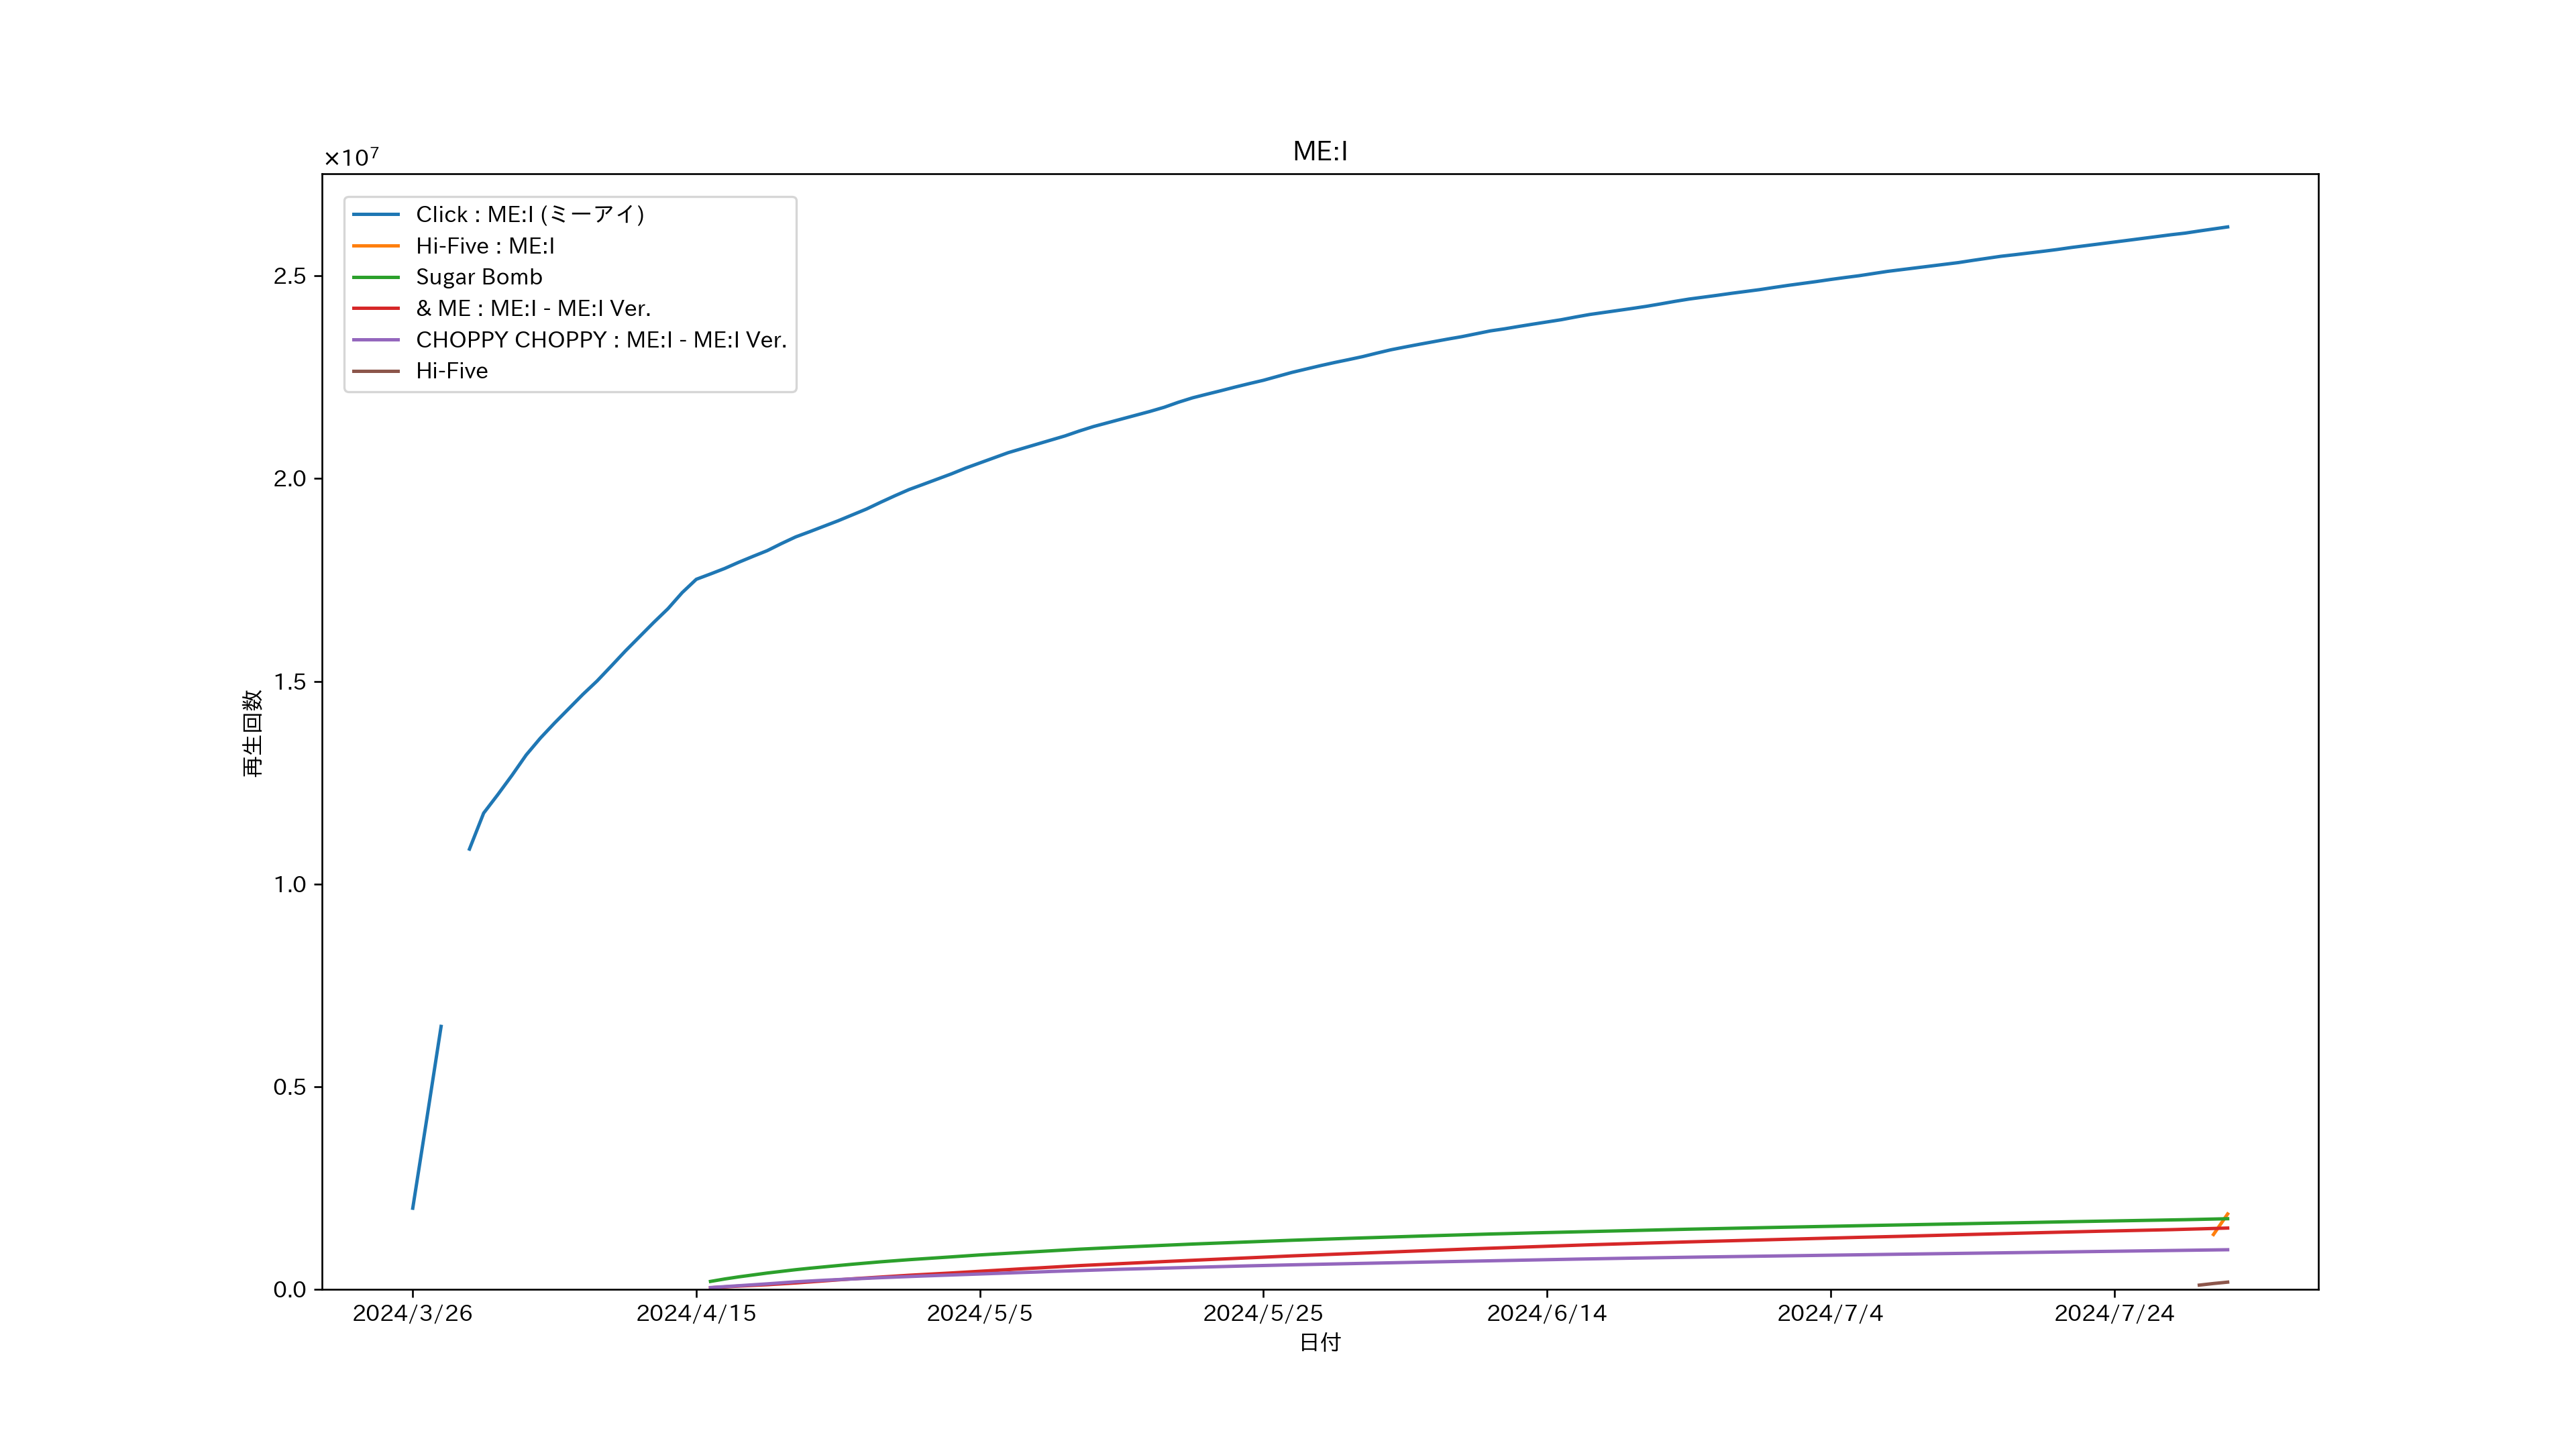 ME:I
×10⁷
Click : ME:I (ミーアイ)
Hi-Five : ME:I
Sugar Bomb
& ME : ME:I - ME:I Ver.
CHOPPY CHOPPY : ME:I - ME:I Ver.
Hi-Five
2.5
2.0
1.5
1.0
0.5
0.0
再生回数
2024/3/26 2024/4/15 2024/5/5 2024/5/25 2024/6/14 2024/7/4 2024/7/24
日付